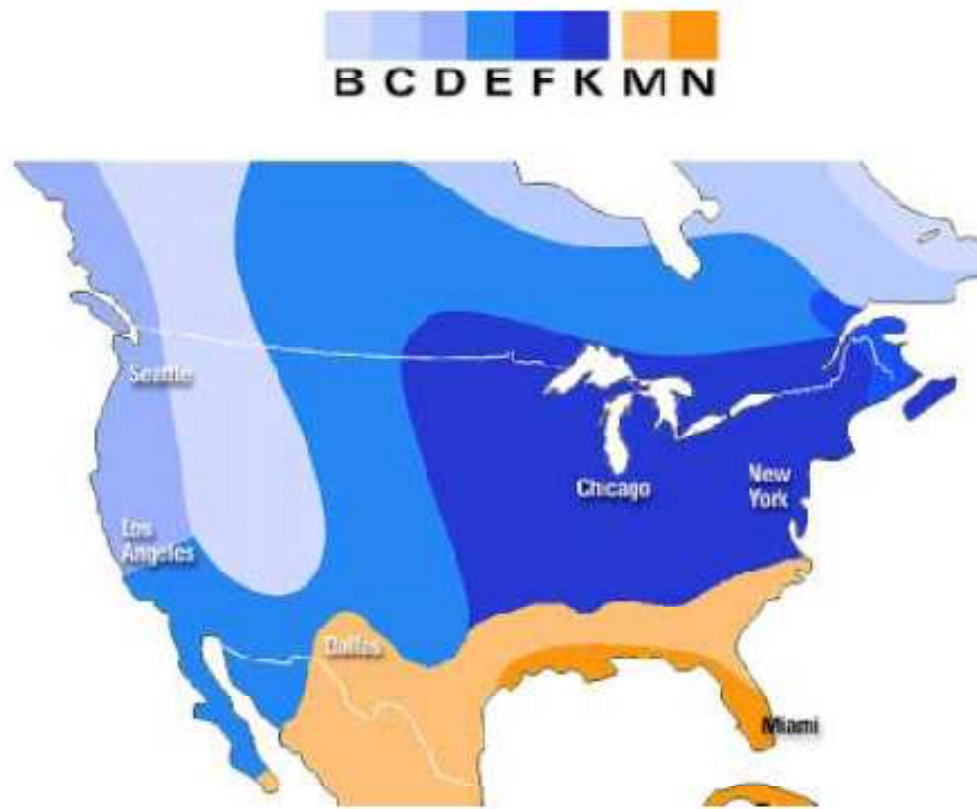 B C D E F K M N
Seattle
Chicago
New
York
Los
Angeles
Dallas
Miami